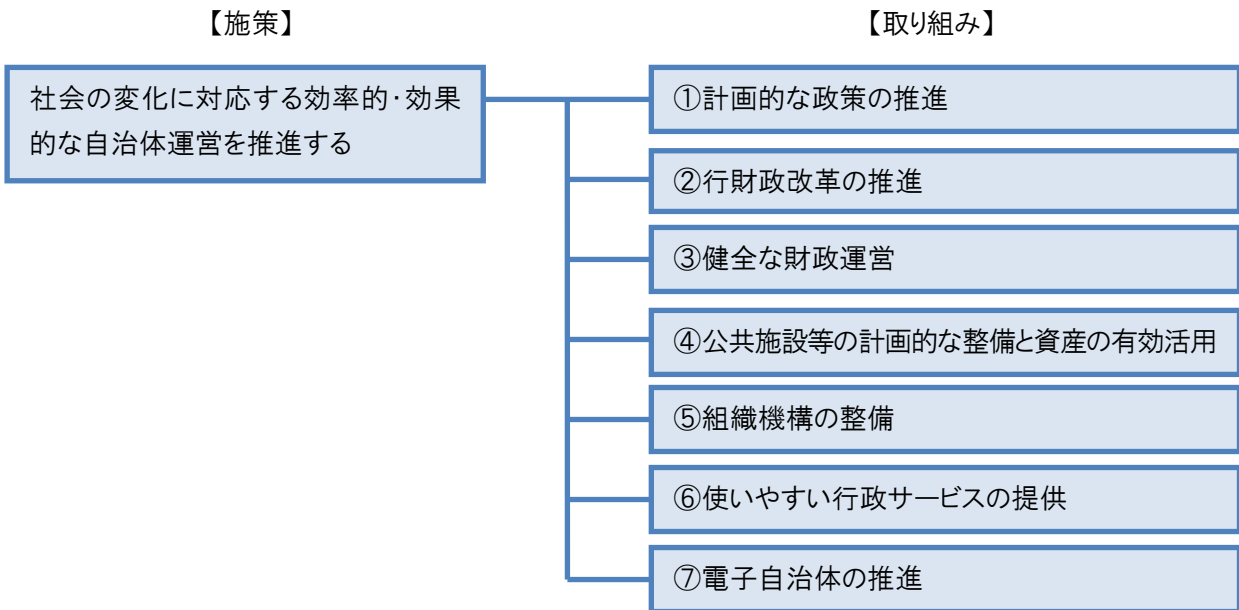 【施策】
【取り組み】
社会の変化に対応する効率的・効果
的な自治体運営を推進する
①計画的な政策の推進
②行財政改革の推進
③健全な財政運営
④公共施設等の計画的な整備と資産の有効活用
⑤組織機構の整備
⑥使いやすい行政サービスの提供
⑦電子自治体の推進